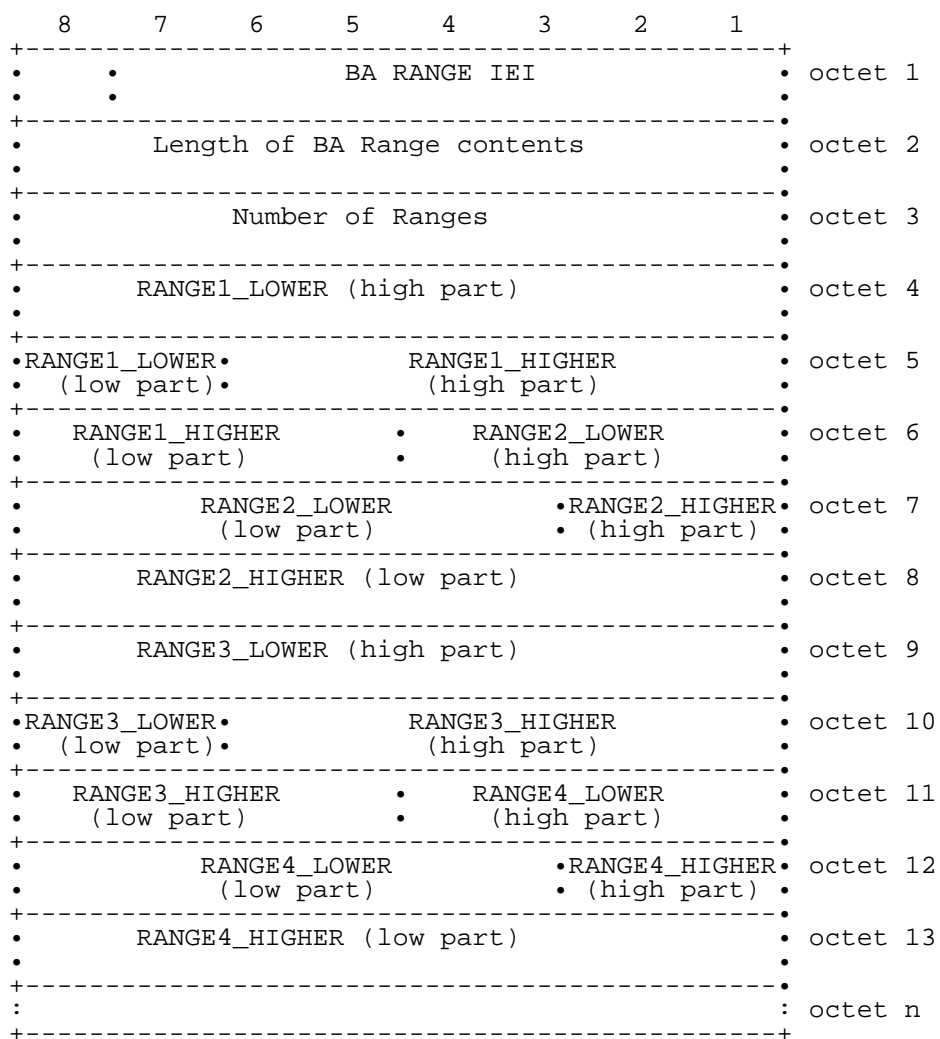 8 7 6 5 4 3 2 1
BA RANGE IEI octet 1
Length of BA Range contents octet 2
Number of Ranges octet 3
RANGE1_LOWER (high part) octet 4
RANGE1_LOWER RANGE1_HIGHER octet 5
(low part) (high part)
RANGE1_HIGHER RANGE2_LOWER octet 6
(low part) (high part)
RANGE2_LOWER RANGE2_HIGHER octet 7
(low part) (high part)
RANGE2_HIGHER (low part) octet 8
RANGE3_LOWER (high part) octet 9
RANGE3_LOWER RANGE3_HIGHER octet 10
(low part) (high part)
RANGE3_HIGHER RANGE4_LOWER octet 11
(low part) (high part)
RANGE4_LOWER RANGE4_HIGHER octet 12
(low part) (high part)
RANGE4_HIGHER (low part) octet 13
: : octet n